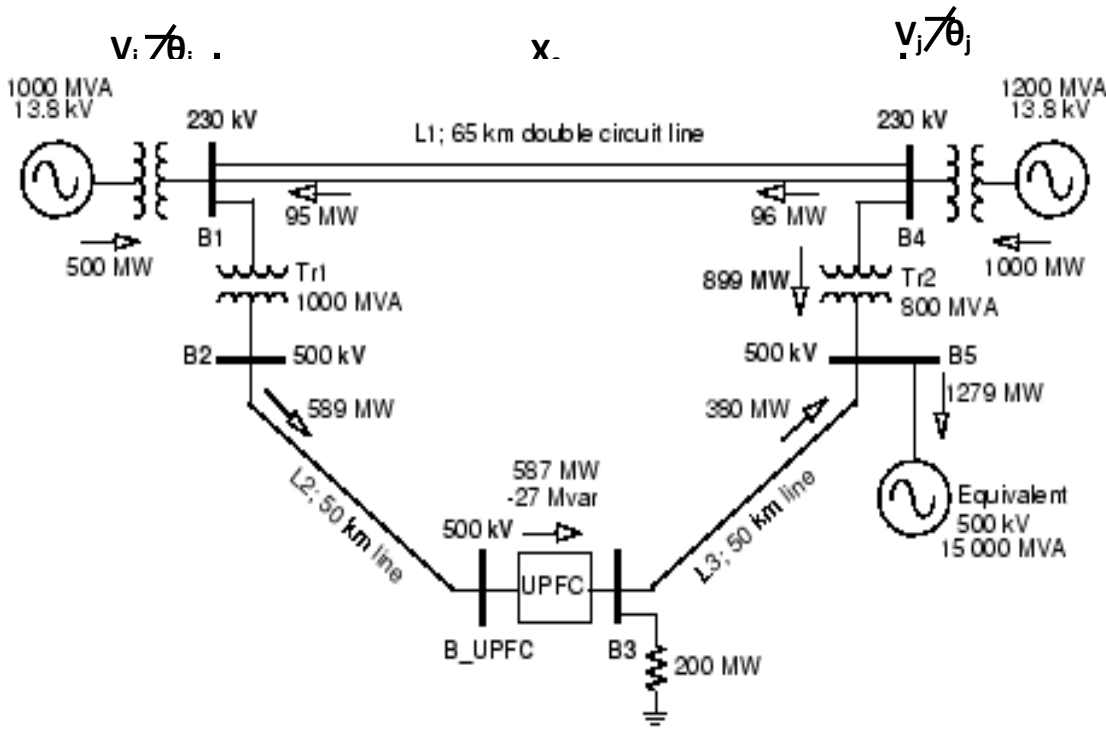 Vj θj
1000 MVA
13.8 kV
1200 MVA
13.8 kV
230 kV
L1; 65 km double circuit line
230 kV
95 MW
96 MW
B1
B4
500 MW
1000 MW
Tr1
1000 MVA
899 MW
Tr2
800 MVA
B2
500 kV
500 kV
B5
589 MW
380 MW
1279 MW
L2; 50 km line
587 MW
-27 Mvar
500 kV
L3; 50 km line
Equivalent
500 kV
15 000 MVA
UPFC
B_UPFC
B3
200 MW